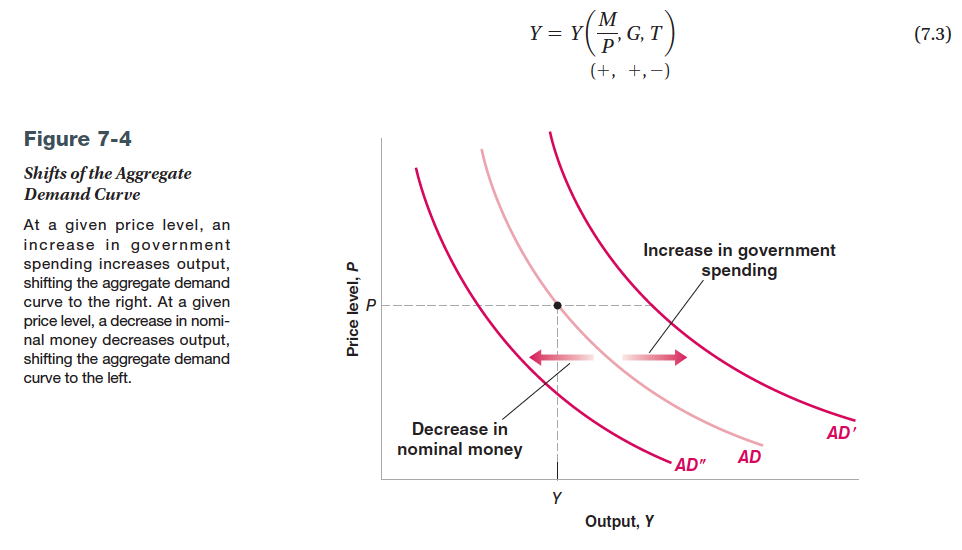 Y = Y(M/P, G, T) (7.3)
(+, +, −)
Figure 7-4
Shifts of the Aggregate
Demand Curve
At a given price level, an
increase in government
spending increases output,
shifting the aggregate demand
curve to the right. At a given
price level, a decrease in nomi-
nal money decreases output,
shifting the aggregate demand
curve to the left.
Price level, P
P
Increase in government
spending
Decrease in
nominal money
AD″
AD
AD′
Y
Output, Y